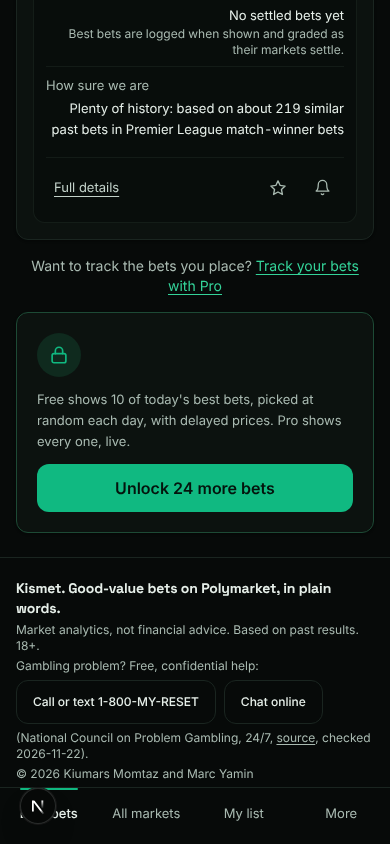 No settled bets yet
Best bets are logged when shown and graded as
their markets settle.
How sure we are
Plenty of history: based on about 219 similar
past bets in Premier League match-winner bets
Full details
Want to track the bets you place? Track your bets
with Pro
Free shows 10 of today's best bets, picked at
random each day, with delayed prices. Pro shows
every one, live.
Unlock 24 more bets
Kismet. Good-value bets on Polymarket, in plain
words.
Market analytics, not financial advice. Based on past results.
18+.
Gambling problem? Free, confidential help:
Call or text 1-800-MY-RESET
Chat online
(National Council on Problem Gambling, 24/7, source, checked
2026-11-22).
© 2026 Kiumars Momtaz and Marc Yamin
N
bets
All markets
My list
More